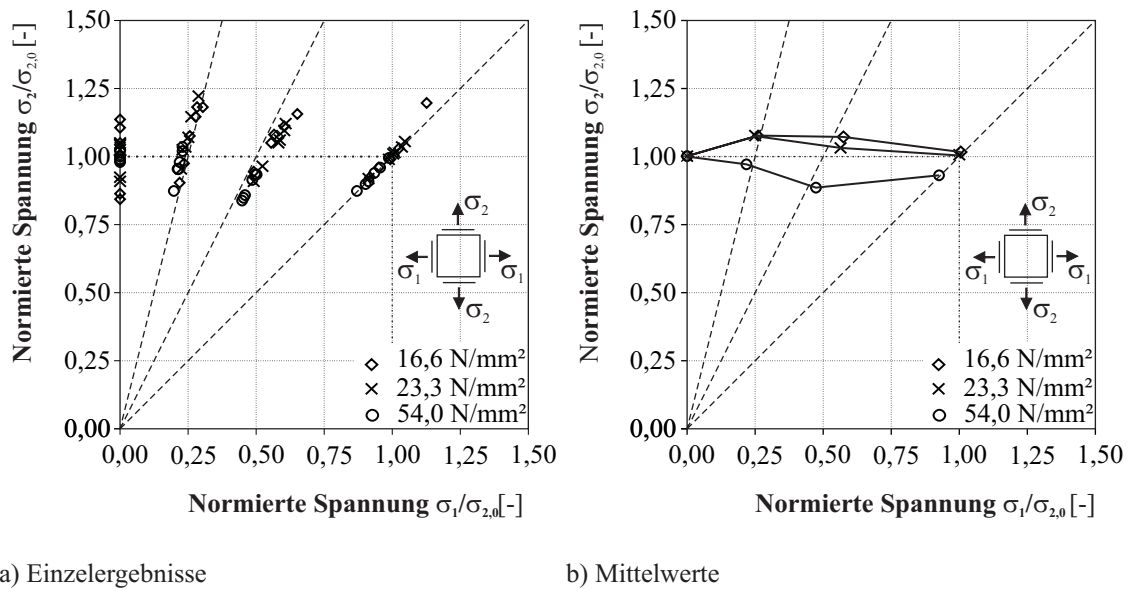 Normierte Spannung σ₂/σ₂,₀ [-]
1,50
1,25
1,00
0,75
0,50
0,25
0,00
0,00 0,25 0,50 0,75 1,00 1,25 1,50
Normierte Spannung σ₁/σ₂,₀[-]
σ₂
σ₁ σ₁
σ₂
16,6 N/mm²
23,3 N/mm²
54,0 N/mm²
a) Einzelergebnisse
Normierte Spannung σ₂/σ₂,₀ [-]
1,50
1,25
1,00
0,75
0,50
0,25
0,00
0,00 0,25 0,50 0,75 1,00 1,25 1,50
Normierte Spannung σ₁/σ₂,₀ [-]
σ₂
σ₁ σ₁
σ₂
16,6 N/mm²
23,3 N/mm²
54,0 N/mm²
b) Mittelwerte